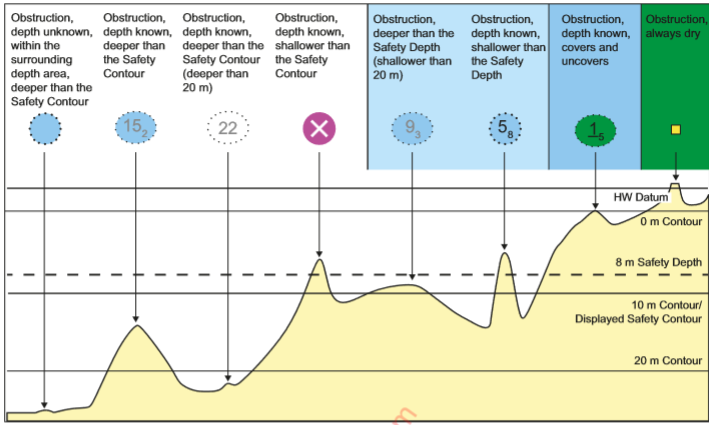 Obstruction,
depth unknown,
within the
surrounding
depth area,
deeper than the
Safety Contour
Obstruction,
depth known,
deeper than
the Safety
Contour
Obstruction,
depth known,
deeper than the
Safety Contour
(deeper than
20 m)
Obstruction,
depth known,
shallower than
the Safety
Contour
Obstruction,
deeper than the
Safety Depth
(shallower than
20 m)
Obstruction,
depth known,
shallower than
the Safety
Depth
Obstruction,
depth known,
covers and
uncovers
Obstruction,
always dry
15₂
22
9₃
5₈
1₅
HW Datum
0 m Contour
8 m Safety Depth
10 m Contour/
Displayed Safety Contour
20 m Contour